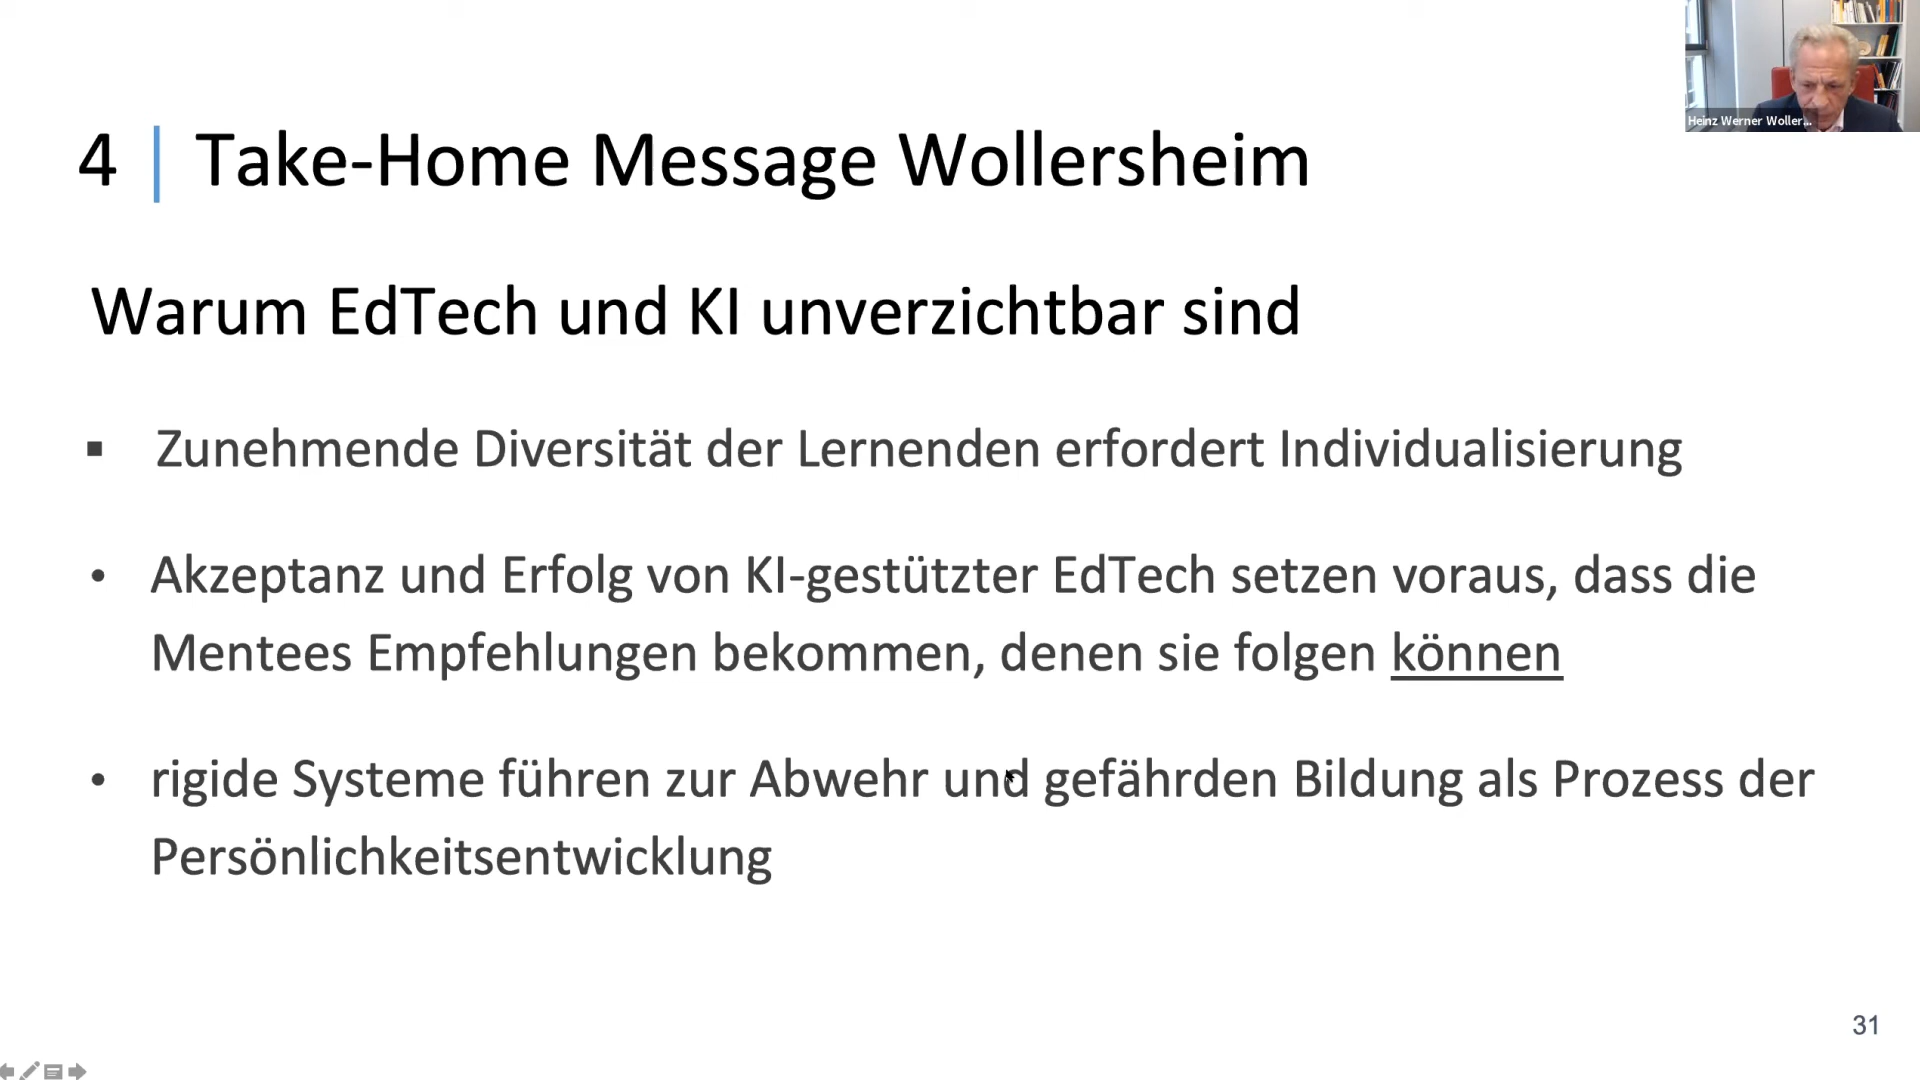 Heinz Werner Woller...
4 | Take-Home Message Wollersheim
Warum EdTech und KI unverzichtbar sind
▪ Zunehmende Diversität der Lernenden erfordert Individualisierung
• Akzeptanz und Erfolg von KI-gestützter EdTech setzen voraus, dass die
Mentees Empfehlungen bekommen, denen sie folgen können
• rigide Systeme führen zur Abwehr und gefährden Bildung als Prozess der
Persönlichkeitsentwicklung
31